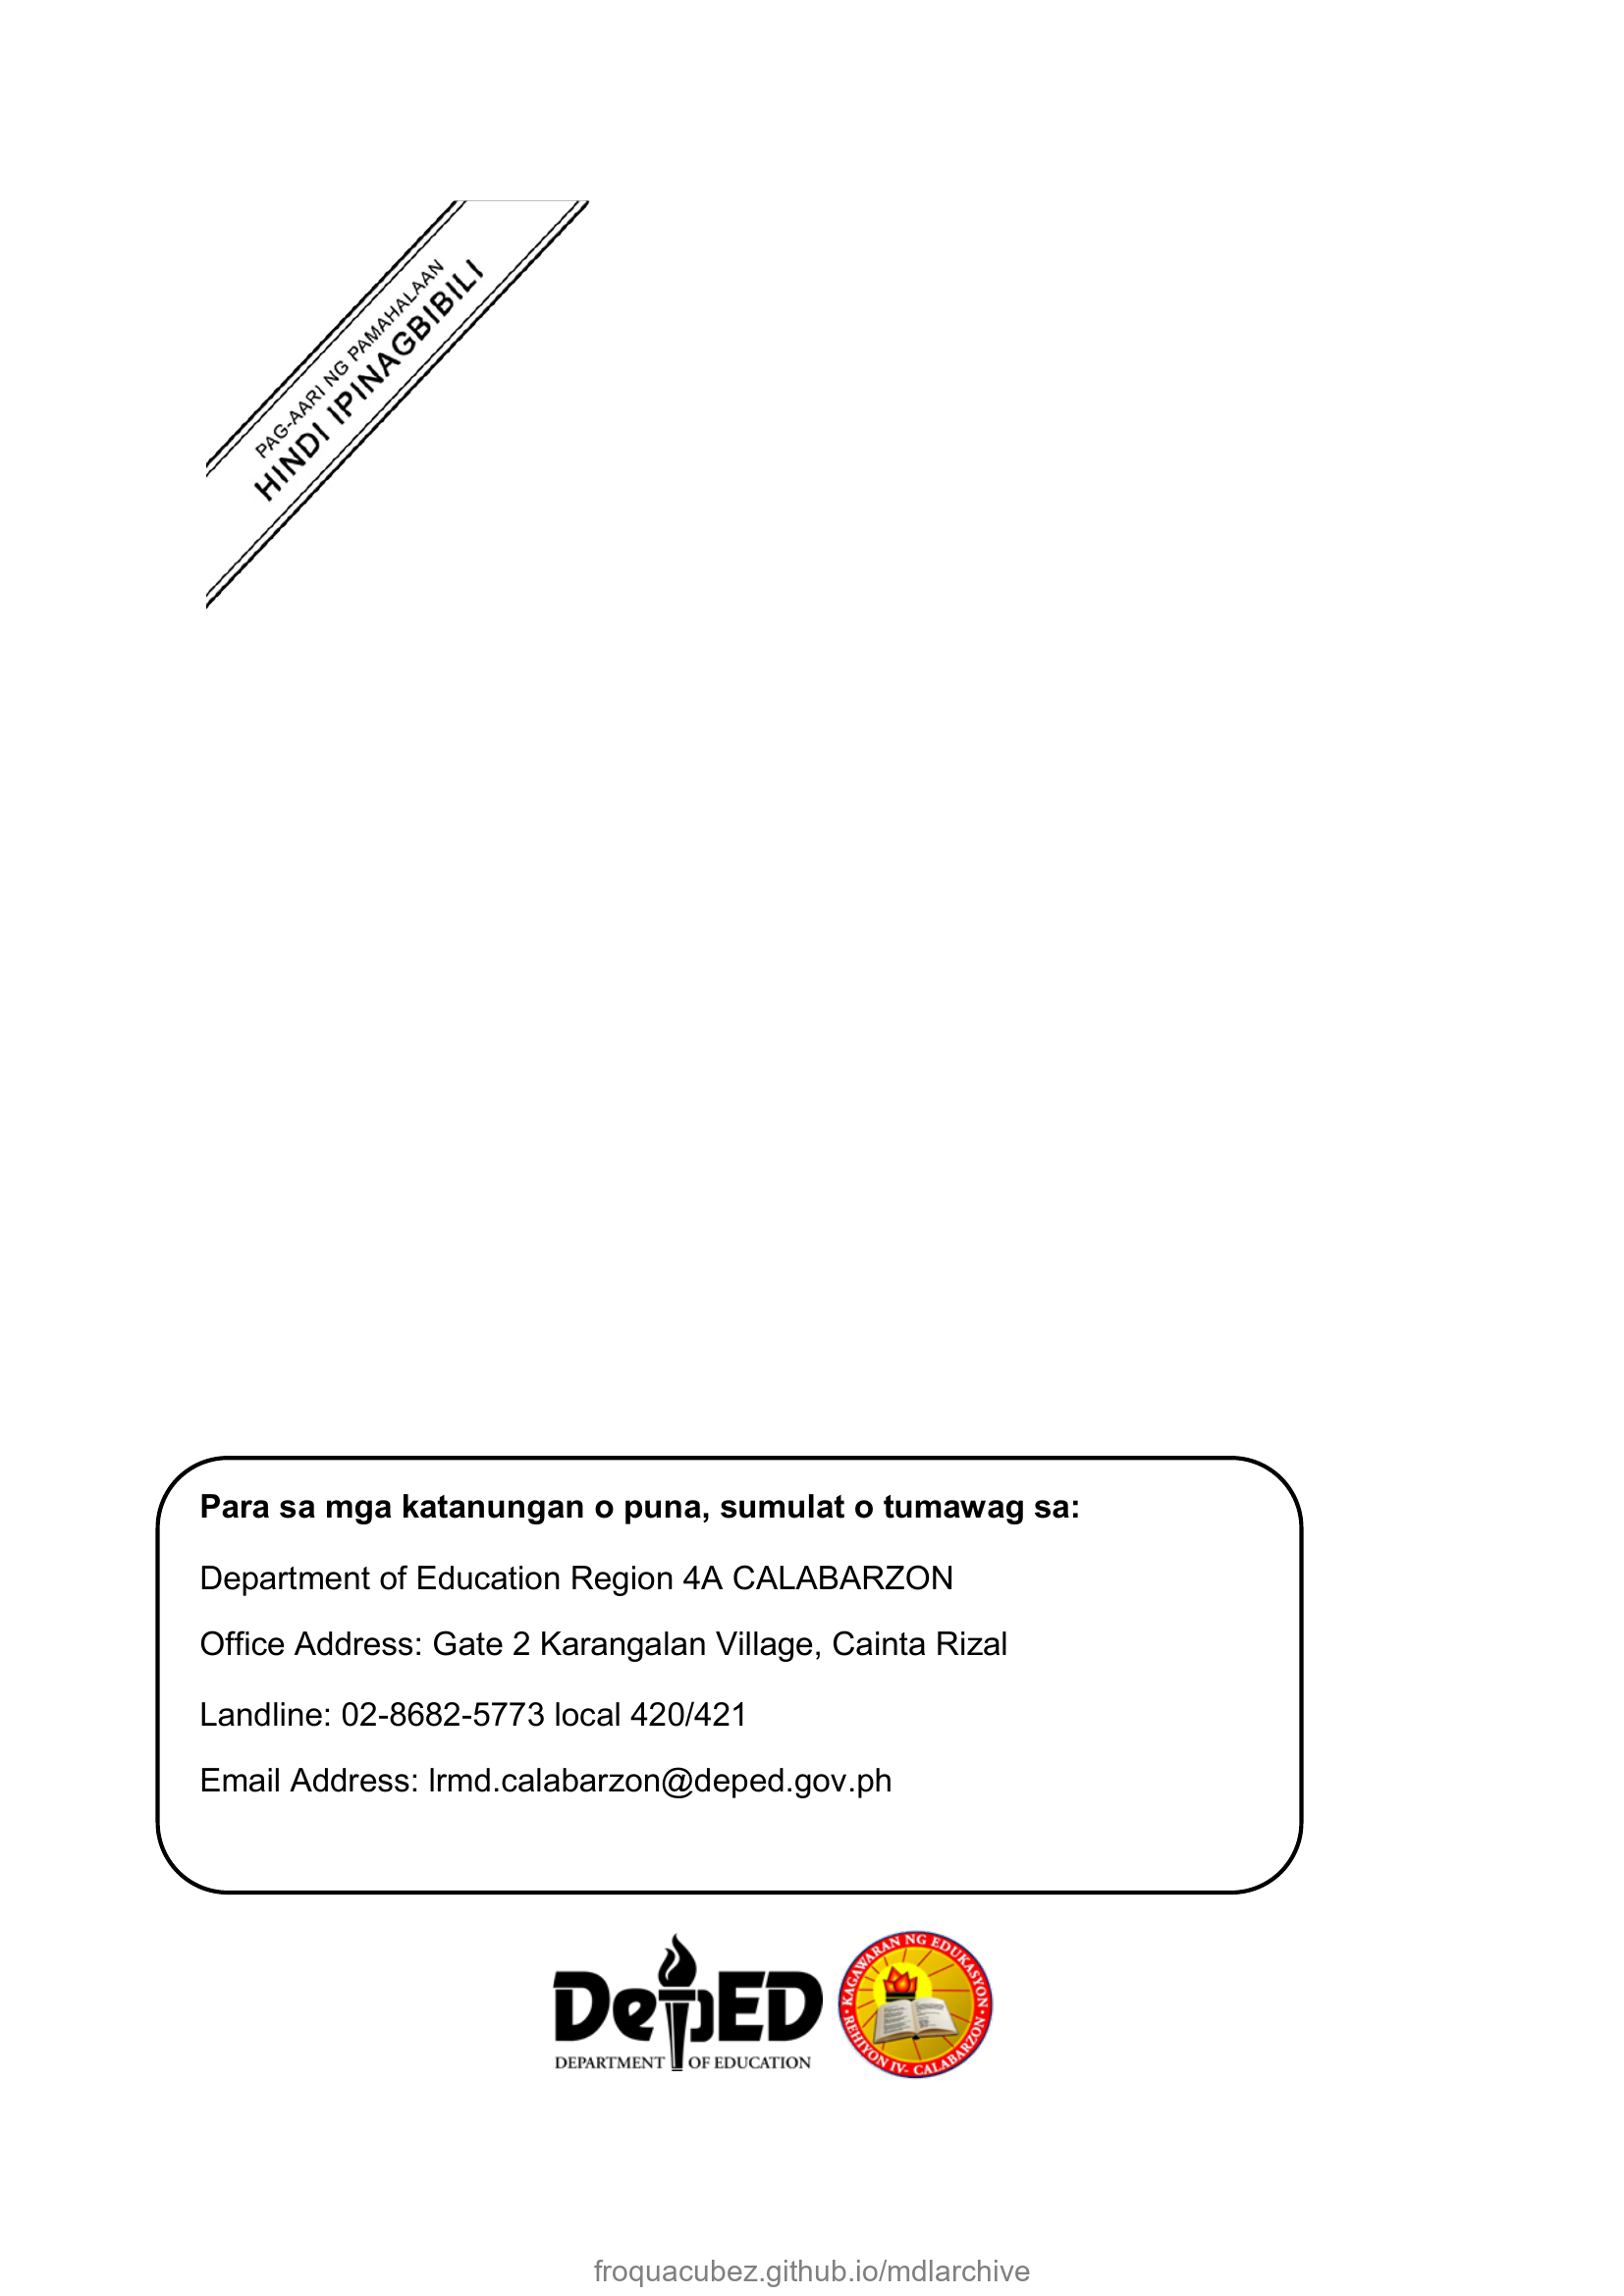 PAG-AARI NG PAMAHALAAN
HINDI IPINAGBIBILI
Para sa mga katanungan o puna, sumulat o tumawag sa:
Department of Education Region 4A CALABARZON
Office Address: Gate 2 Karangalan Village, Cainta Rizal
Landline: 02-8682-5773 local 420/421
Email Address: lrmd.calabarzon@deped.gov.ph
DepED
DEPARTMENT OF EDUCATION
KAGAWARAN NG EDUKASYON
REHIYON IV- CALABARZON
froquacubez.github.io/mdlarchive